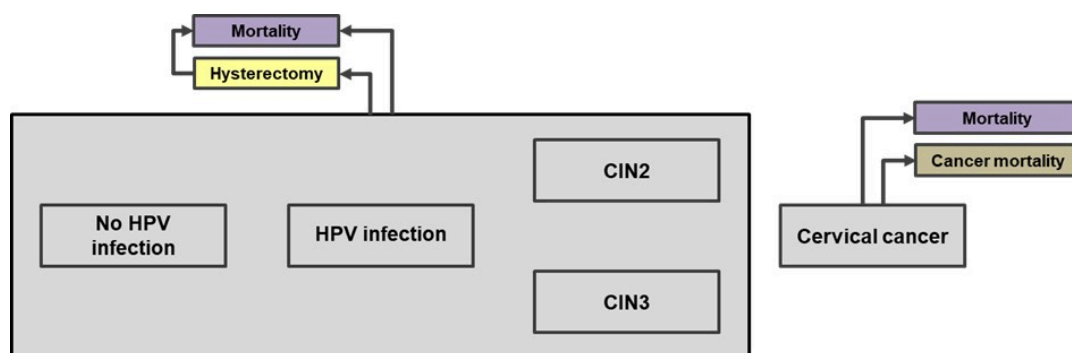 Mortality
Hysterectomy
Mortality
Cancer mortality
CIN2
No HPV
infection
HPV infection
Cervical cancer
CIN3